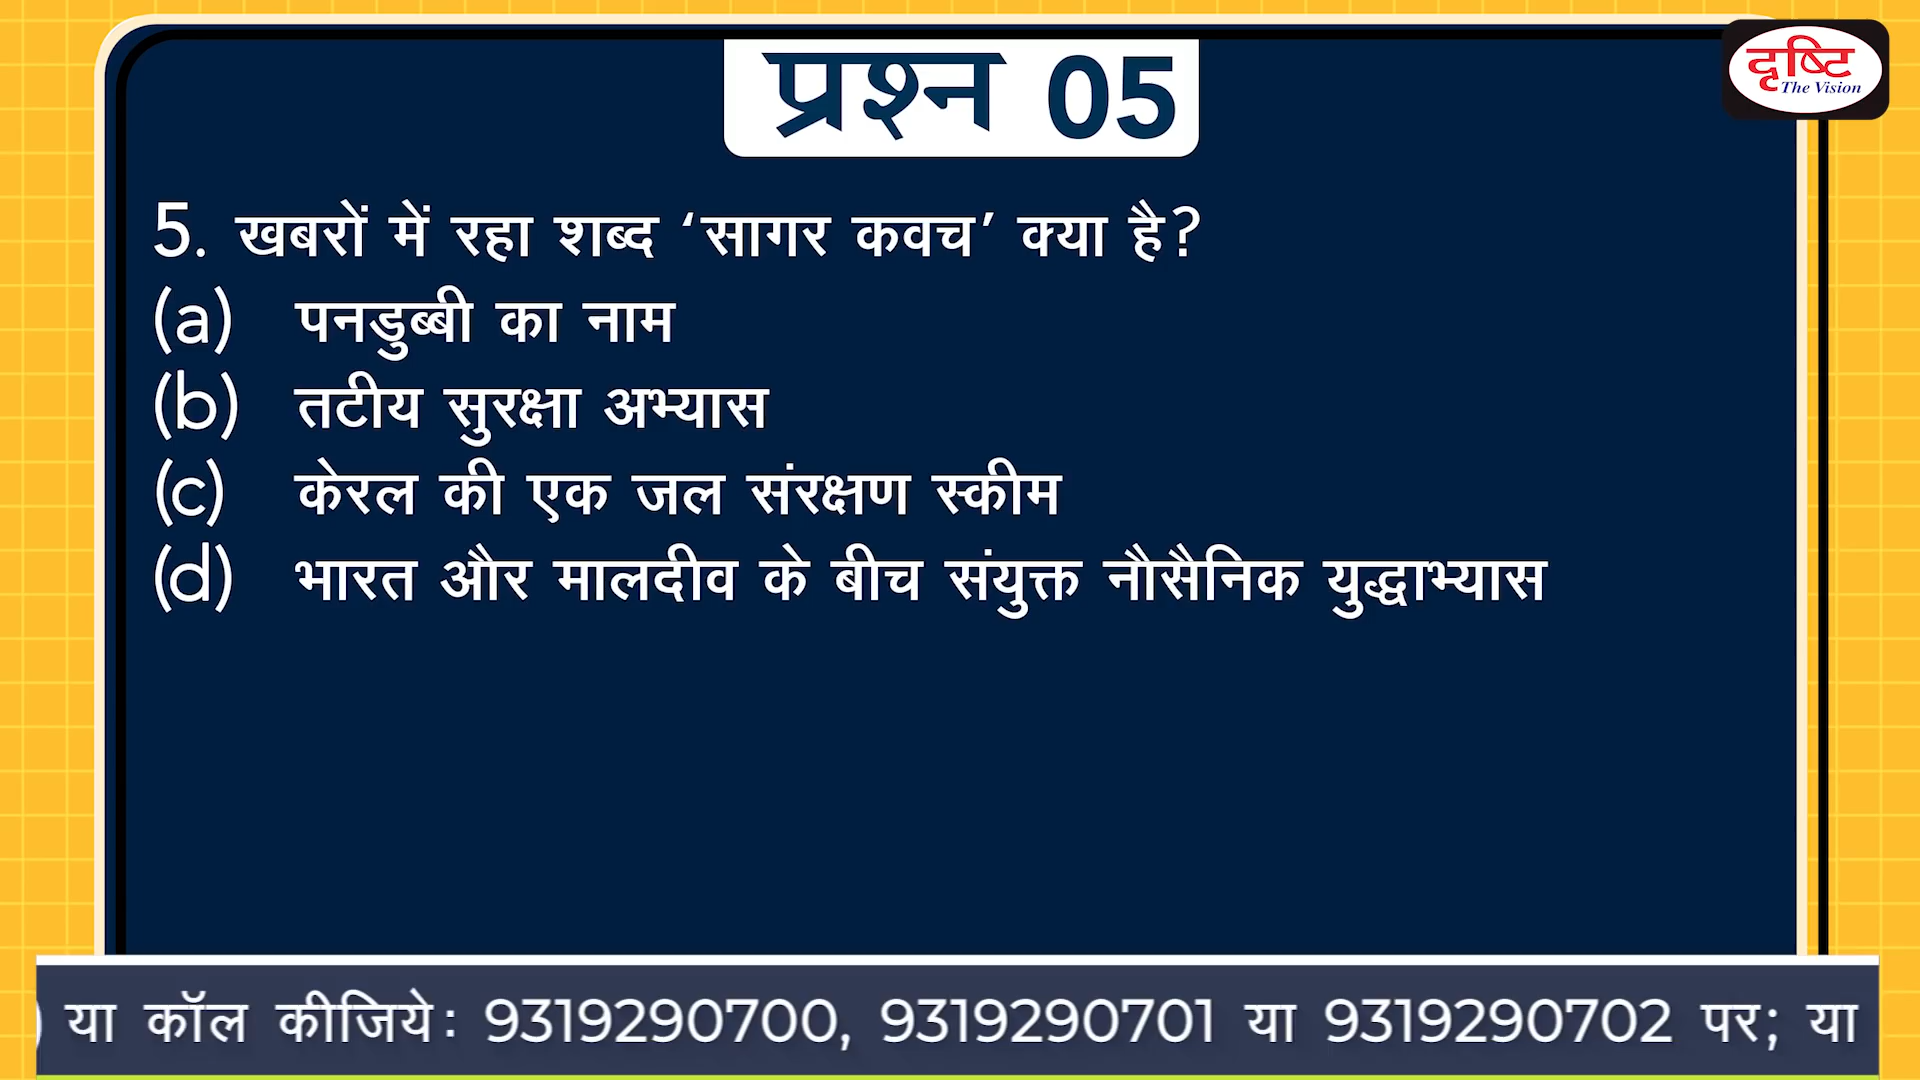 प्रश्न 05
दृष्टि
The Vision
5. खबरों में रहा शब्द ‘सागर कवच’ क्या है?
(a) पनडुब्बी का नाम
(b) तटीय सुरक्षा अभ्यास
(c) केरल की एक जल संरक्षण स्कीम
(d) भारत और मालदीव के बीच संयुक्त नौसैनिक युद्धाभ्यास
) या कॉल कीजिये: 9319290700, 9319290701 या 9319290702 पर; या